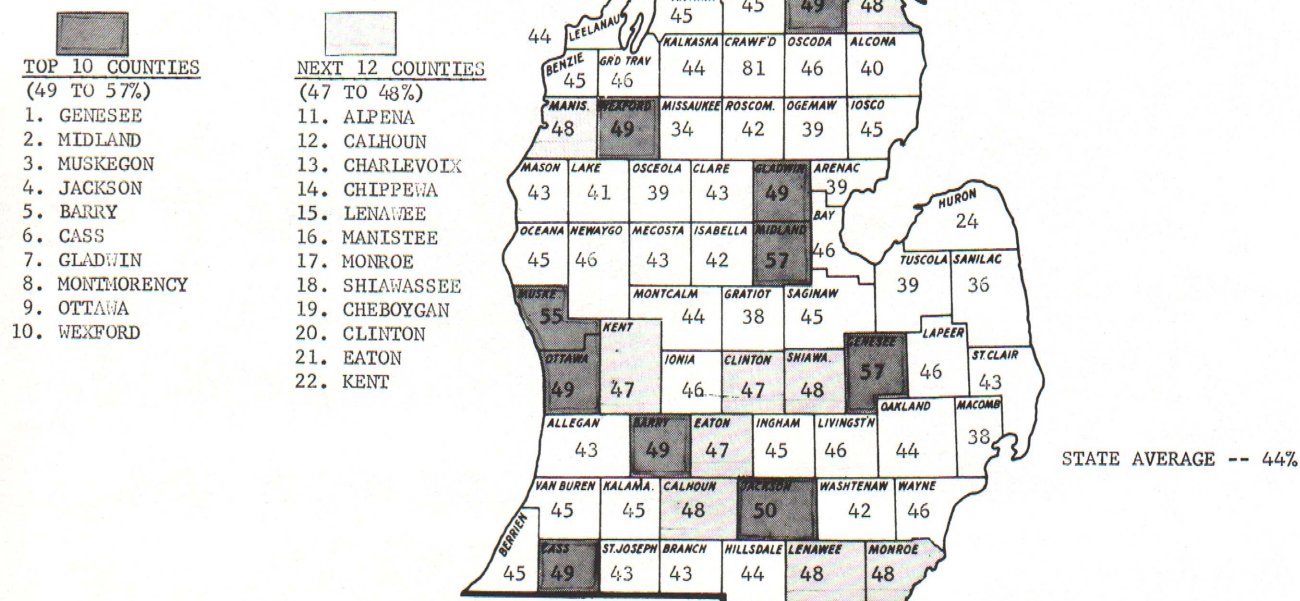 TOP 10 COUNTIES
(49 TO 57%)
1. GENESEE
2. MIDLAND
3. MUSKEGON
4. JACKSON
5. BARRY
6. CASS
7. GLADWIN
8. MONTMORENCY
9. OTTAWA
10. WEXFORD
NEXT 12 COUNTIES
(47 TO 48%)
11. ALPENA
12. CALHOUN
13. CHARLEVOIX
14. CHIPPEWA
15. LENAWEE
16. MANISTEE
17. MONROE
18. SHIAWASSEE
19. CHEBOYGAN
20. CLINTON
21. EATON
22. KENT
45 45 49 48
44 LEELANAU
KALKASKA CRAWF'D OSCODA ALCONA
44 81 46 40
BENZIE GR'D TRAV
45 46
MANIS. WEXFORD MISSAUKEE ROSCOM. OGEMAW IOSCO
48 49 34 42 39 45
MASON LAKE OSCEOLA CLARE GLADWIN ARENAC
43 41 39 43 49 39
HURON
24
BAY
46
OCEANA NEWAYGO MECOSTA ISABELLA MIDLAND
45 46 43 42 57
TUSCOLA SANILAC
39 36
MUSKE MONTCALM GRATIOT SAGINAW
55 44 38 45
KENT LAPEER
47 46
OTTAWA IONIA CLINTON SHIAWA. GENESEE ST.CLAIR
49 46 47 48 57 43
ALLEGAN BARRY EATON INGHAM LIVINGST'N OAKLAND MACOMB
43 49 47 45 46 44 38
STATE AVERAGE -- 44%
VAN BUREN KALAMA. CALHOUN JACKSON WASHTENAW WAYNE
45 45 48 50 42 46
BERRIEN CASS ST.JOSEPH BRANCH HILLSDALE LENAWEE MONROE
45 49 43 43 44 48 48